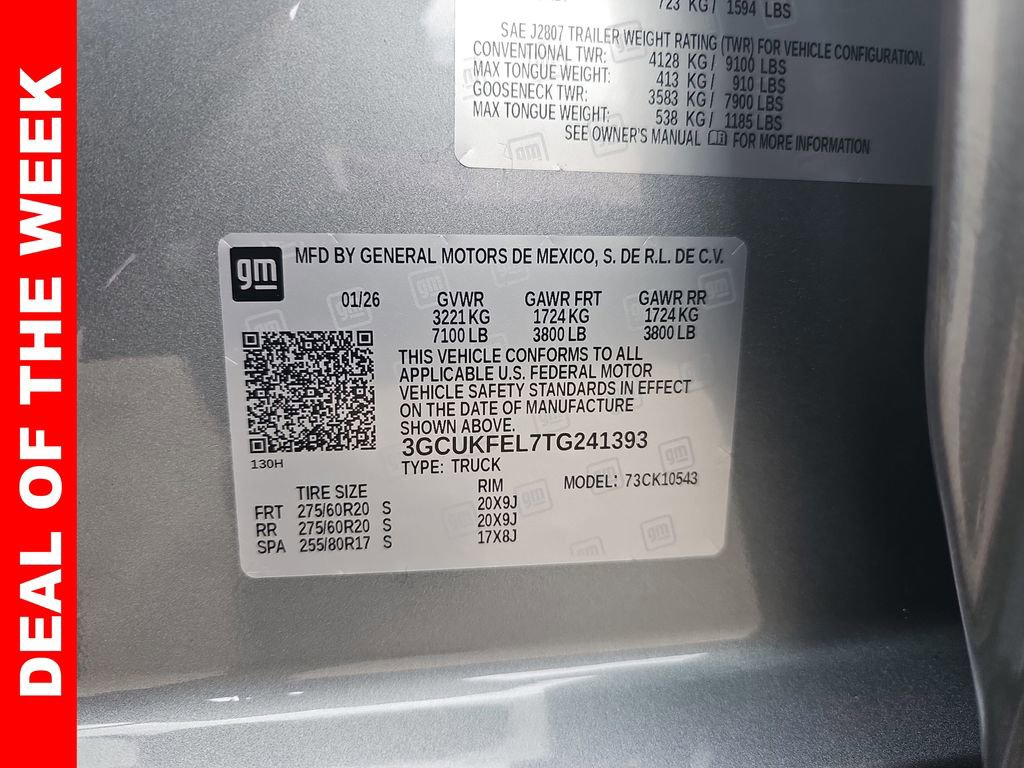 DEAL OF THE WEEK
723 KG / 1594 LBS
SAE J2807 TRAILER WEIGHT RATING (TWR) FOR VEHICLE CONFIGURATION.
CONVENTIONAL TWR: 4128 KG / 9100 LBS
MAX TONGUE WEIGHT: 413 KG / 910 LBS
GOOSENECK TWR: 3583 KG / 7900 LBS
MAX TONGUE WEIGHT: 538 KG / 1185 LBS
SEE OWNER'S MANUAL FOR MORE INFORMATION
gm MFD BY GENERAL MOTORS DE MEXICO, S. DE R.L. DE C.V.
01/26 GVWR GAWR FRT GAWR RR
3221 KG 1724 KG 1724 KG
7100 LB 3800 LB 3800 LB
THIS VEHICLE CONFORMS TO ALL
APPLICABLE U.S. FEDERAL MOTOR
VEHICLE SAFETY STANDARDS IN EFFECT
ON THE DATE OF MANUFACTURE
SHOWN ABOVE.
3GCUKFEL7TG241393
130H TYPE: TRUCK
MODEL: 73CK10543
TIRE SIZE RIM
FRT 275/60R20 S 20X9J
RR 275/60R20 S 20X9J
SPA 255/80R17 S 17X8J